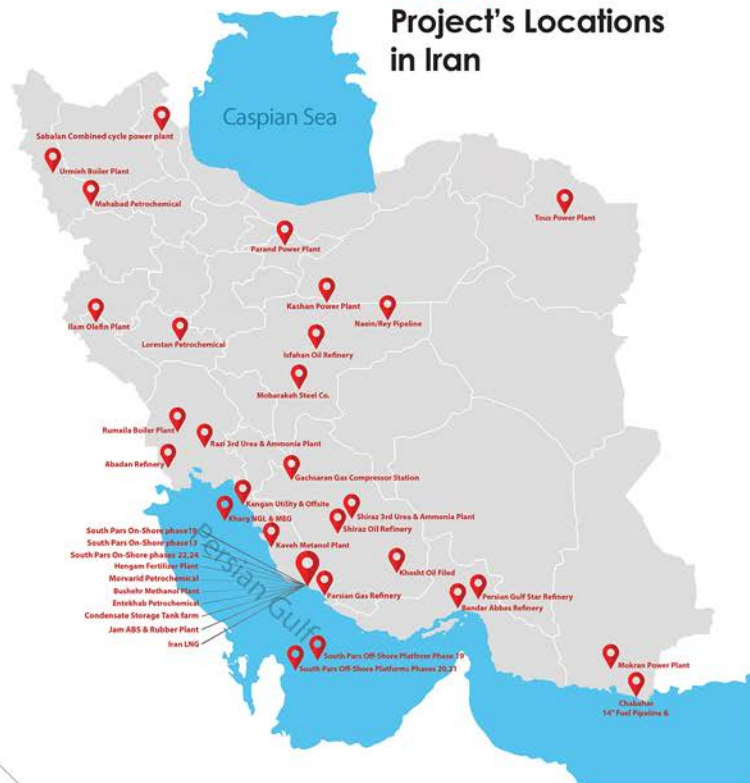 Project's Locations
in Iran
Caspian Sea
Sabalan Combined cycle power plant
Urmieh Boiler Plant
Mahabad Petrochemical
Tous Power Plant
Parand Power Plant
Kashan Power Plant
Naein/Rey Pipeline
Ilam Olefin Plant
Lorestan Petrochemical
Isfahan Oil Refinery
Mobarakeh Steel Co.
Rumaila Boiler Plant
Razi 3rd Urea & Ammonia Plant
Abadan Refinery
Gachsaran Gas Compressor Station
Kangan Utility & Offsite
Kharg NGL & MEG
Shiraz 3rd Urea & Ammonia Plant
Shiraz Oil Refinery
Kaveh Metanol Plant
South Pars On-Shore phase19
South Pars On-Shore phase13
South Pars On-Shore phases 22,24
Hengam Fertilizer Plant
Morvarid Petrochemical
Bushehr Methanol Plant
Entekhab Petrochemical
Condensate Storage Tank farm
Jam ABS & Rubber Plant
Iran LNG
Persian Gulf
Khesht Oil Filed
Parsian Gas Refinery
Persian Gulf Star Refinery
Bandar Abbas Refinery
South Pars Off-Shore Platform Phase 19
South Pars Off-Shore Platforms Phases 20,21
Mokran Power Plant
Chabahar
14" Fuel Pipeline &